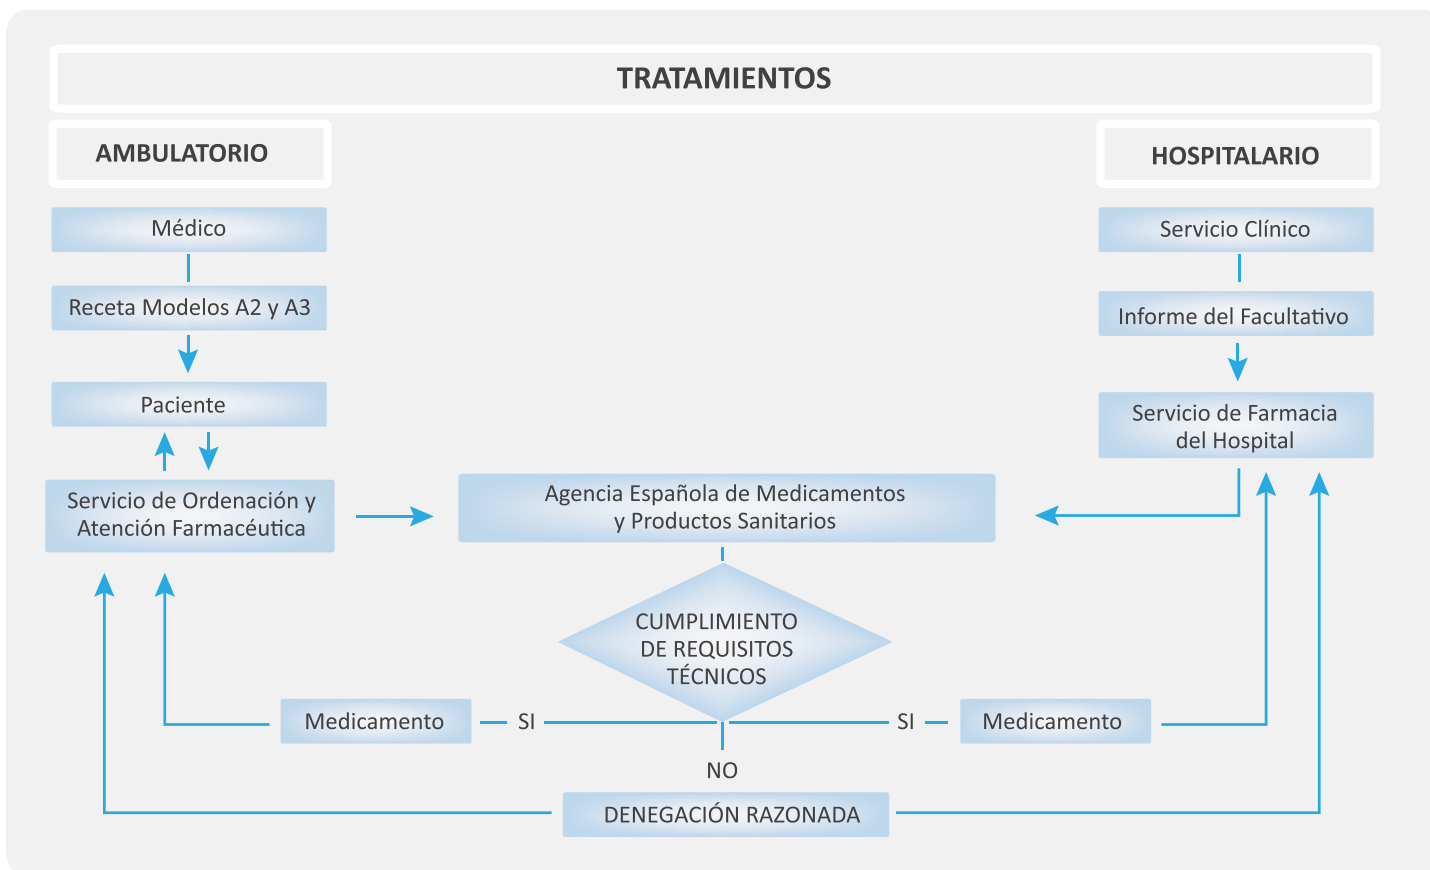 TRATAMIENTOS
AMBULATORIO
HOSPITALARIO
Médico
Servicio Clínico
Receta Modelos A2 y A3
Informe del Facultativo
Paciente
Servicio de Farmacia
del Hospital
Servicio de Ordenación y
Atención Farmacéutica
Agencia Española de Medicamentos
y Productos Sanitarios
CUMPLIMIENTO
DE REQUISITOS
TÉCNICOS
Medicamento
SI
SI
Medicamento
NO
DENEGACIÓN RAZONADA